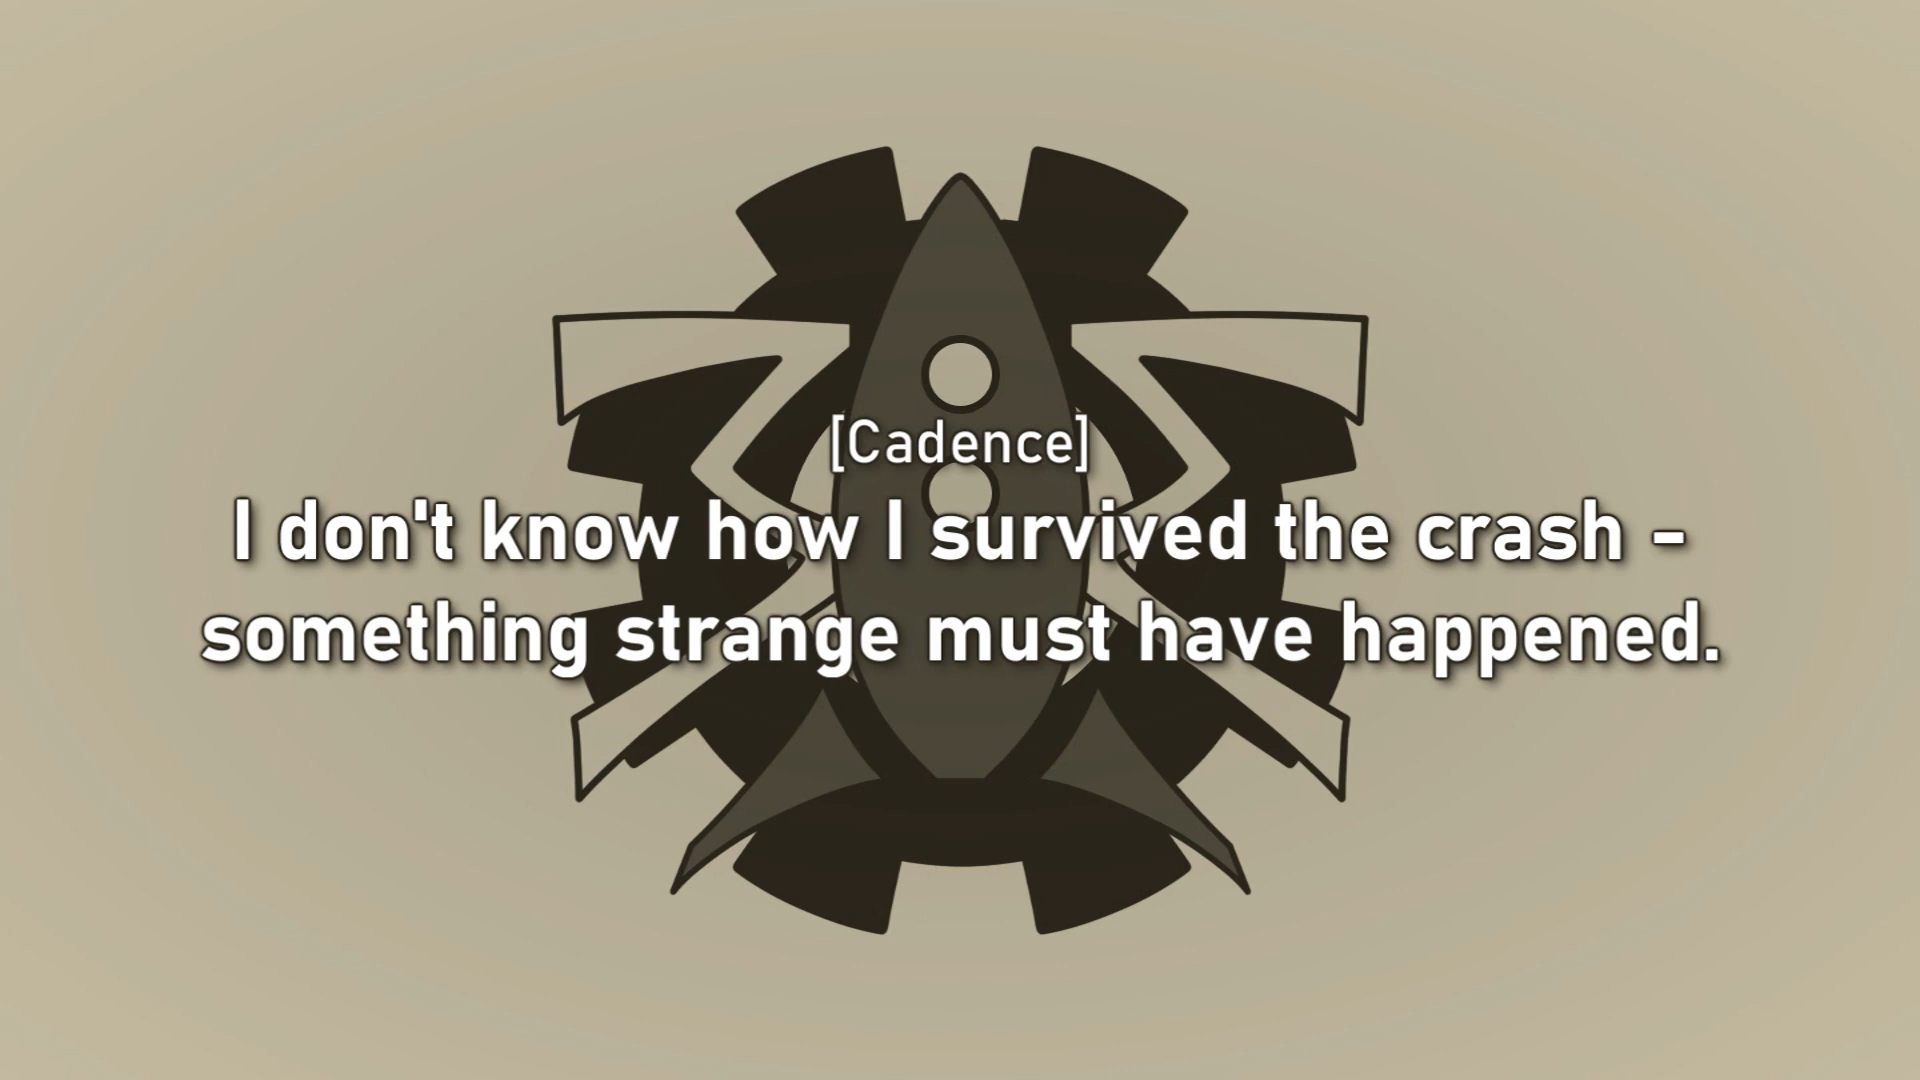 [Cadence]
I don't know how I survived the crash -
something strange must have happened.